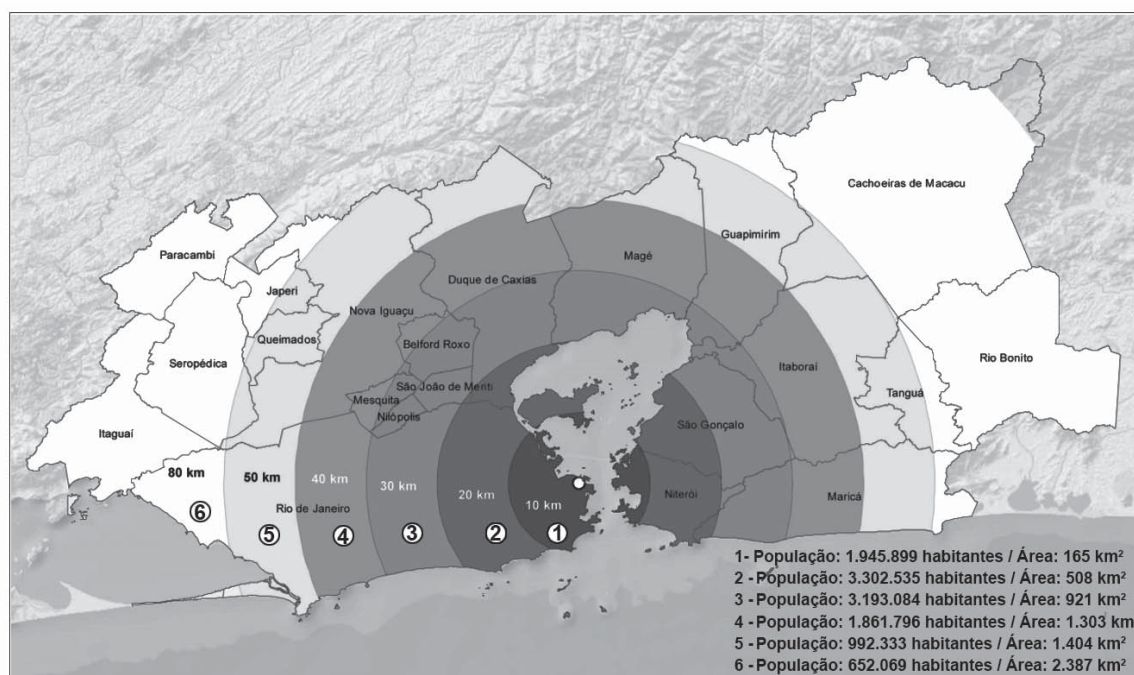 Cachoeiras de Macacu
Guapimirim
Paracambi
Magé
Duque de Caxias
Japeri
Nova Iguaçu
Queimados
Belford Roxo
Seropédica
Rio Bonito
Itaboraí
São João de Meriti
Mesquita
Tanguá
Nilópolis
São Gonçalo
Itaguaí
80 km
50 km
40 km
30 km
20 km
10 km
Niterói
Maricá
Rio de Janeiro
6
5
4
3
2
1
1- População: 1.945.899 habitantes / Área: 165 km²
2 - População: 3.302.535 habitantes / Área: 508 km²
3 - População: 3.193.084 habitantes / Área: 921 km²
4 - População: 1.861.796 habitantes / Área: 1.303 km
5 - População: 992.333 habitantes / Área: 1.404 km²
6 - População: 652.069 habitantes / Área: 2.387 km²